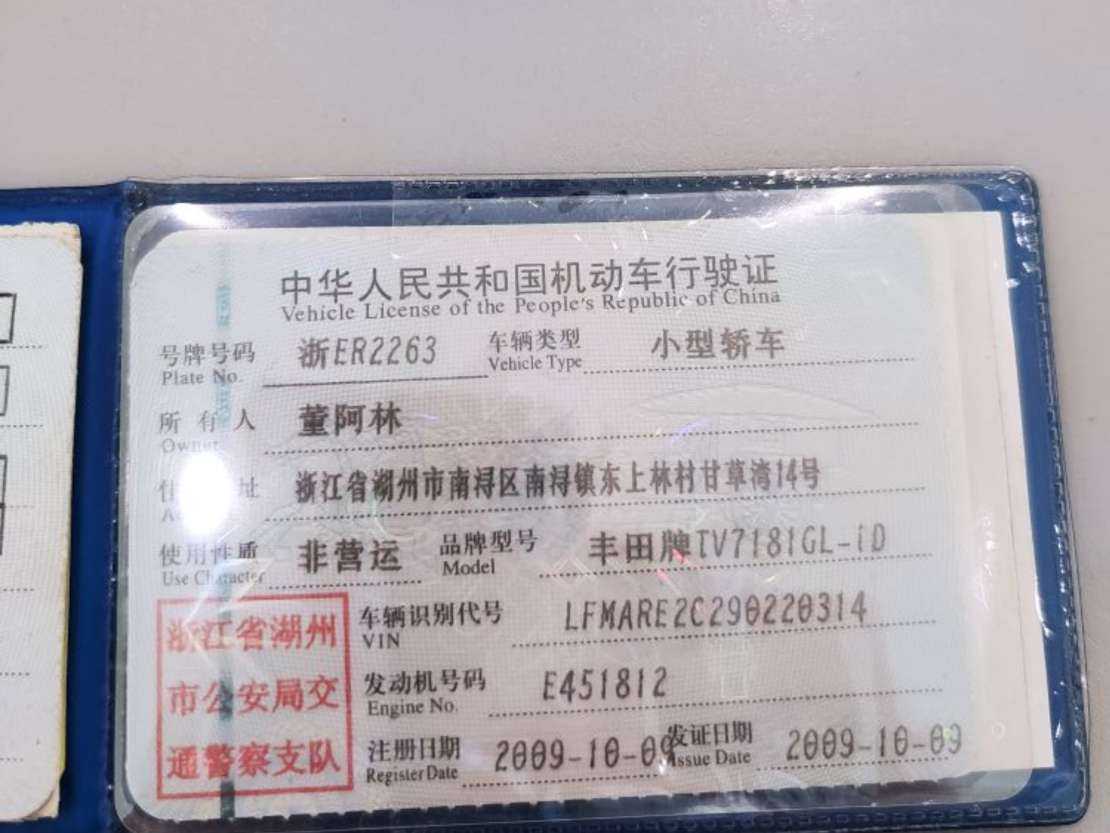 中华人民共和国机动车行驶证
Vehicle License of the People's Republic of China
号牌号码 浙ER2263 车辆类型 小型轿车
Plate No. Vehicle Type
所有人 董阿林
Owner
址 浙江省湖州市南浔区南浔镇东上林村甘草湾14号
使用性质 非营运 品牌型号 丰田牌TV7181GL-iD
Use Character Model
车辆识别代号 LFMARE2C290220314
VIN
发动机号码 E451812
Engine No.
注册日期 2009-10-09 发证日期 2009-10-09
Register Date Issue Date
浙江省湖州
市公安局交
通警察支队